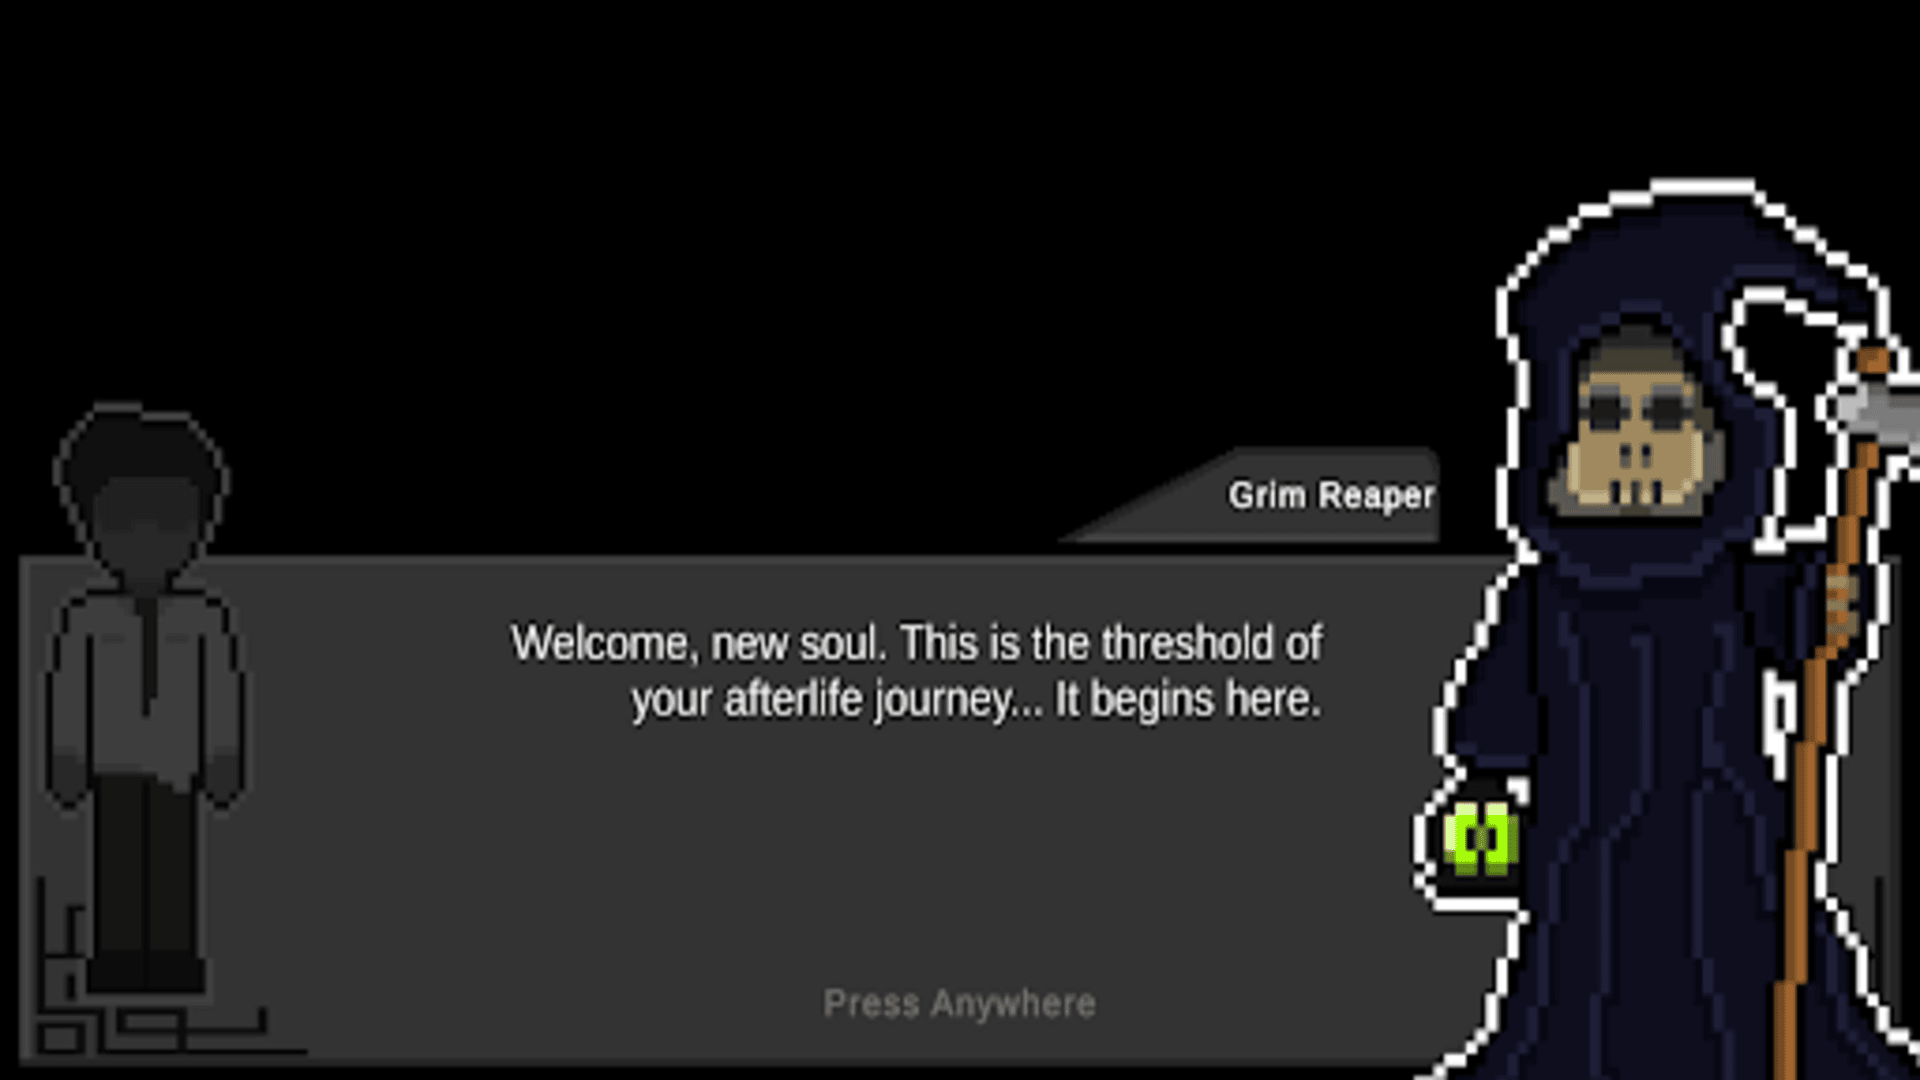 Grim Reaper
Welcome, new soul. This is the threshold of
your afterlife journey... It begins here.
Press Anywhere